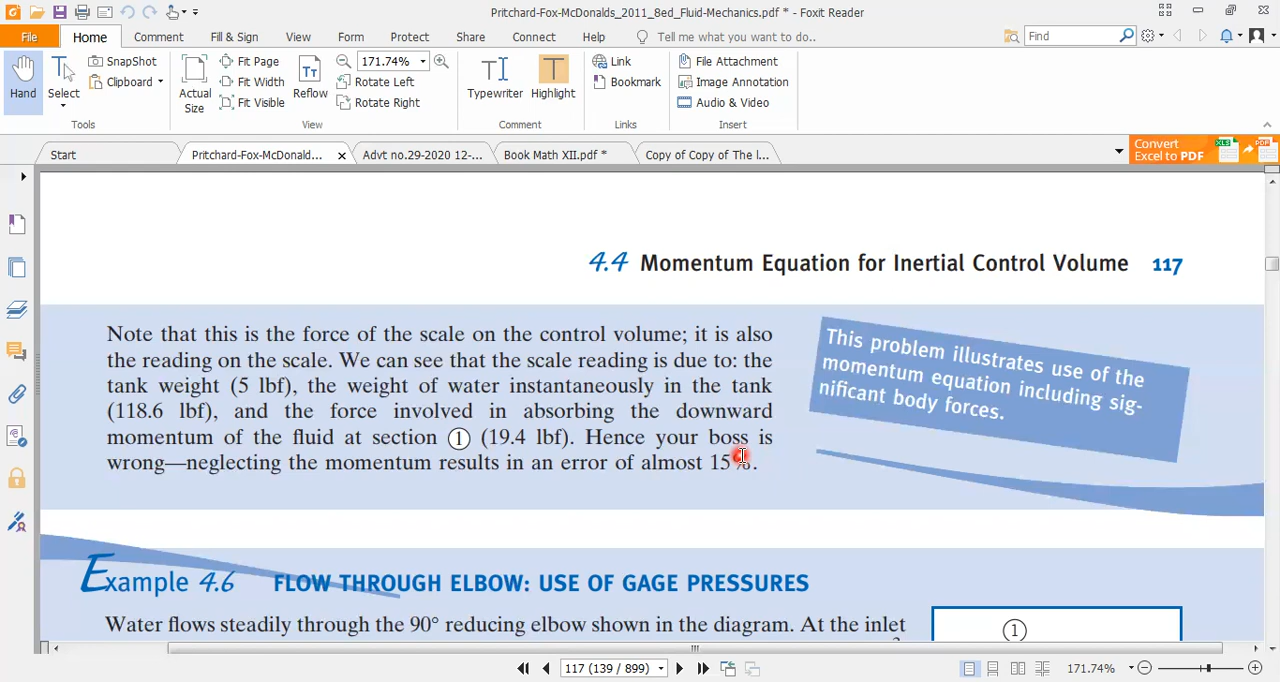 Pritchard-Fox-McDonalds_2011_8ed_Fluid-Mechanics.pdf * - Foxit Reader
File Home Comment Fill & Sign View Form Protect Share Connect Help Tell me what you want to do.. Find
Hand
Select
SnapShot
Clipboard
Tools
Actual Size
Fit Page
Fit Width
Fit Visible
Reflow
171.74%
Rotate Left
Rotate Right
View
Typewriter
Highlight
Comment
Link
Bookmark
Links
File Attachment
Image Annotation
Audio & Video
Insert
Start Pritchard-Fox-McDonald... Advt no.29-2020 12-... Book Math XII.pdf * Copy of Copy of The l...
Convert
Excel to PDF
4.4 Momentum Equation for Inertial Control Volume 117
Note that this is the force of the scale on the control volume; it is also
the reading on the scale. We can see that the scale reading is due to: the
tank weight (5 lbf), the weight of water instantaneously in the tank
(118.6 lbf), and the force involved in absorbing the downward
momentum of the fluid at section ① (19.4 lbf). Hence your boss is
wrong—neglecting the momentum results in an error of almost 15%.
This problem illustrates use of the
momentum equation including sig-
nificant body forces.
Example 4.6 FLOW THROUGH ELBOW: USE OF GAGE PRESSURES
Water flows steadily through the 90° reducing elbow shown in the diagram. At the inlet
①
117 (139 / 899) 171.74%